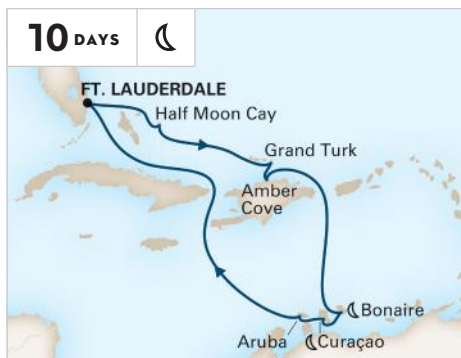 10 DAYS
FT. LAUDERDALE
Half Moon Cay
Grand Turk
Amber
Cove
Bonaire
Aruba
Curaçao